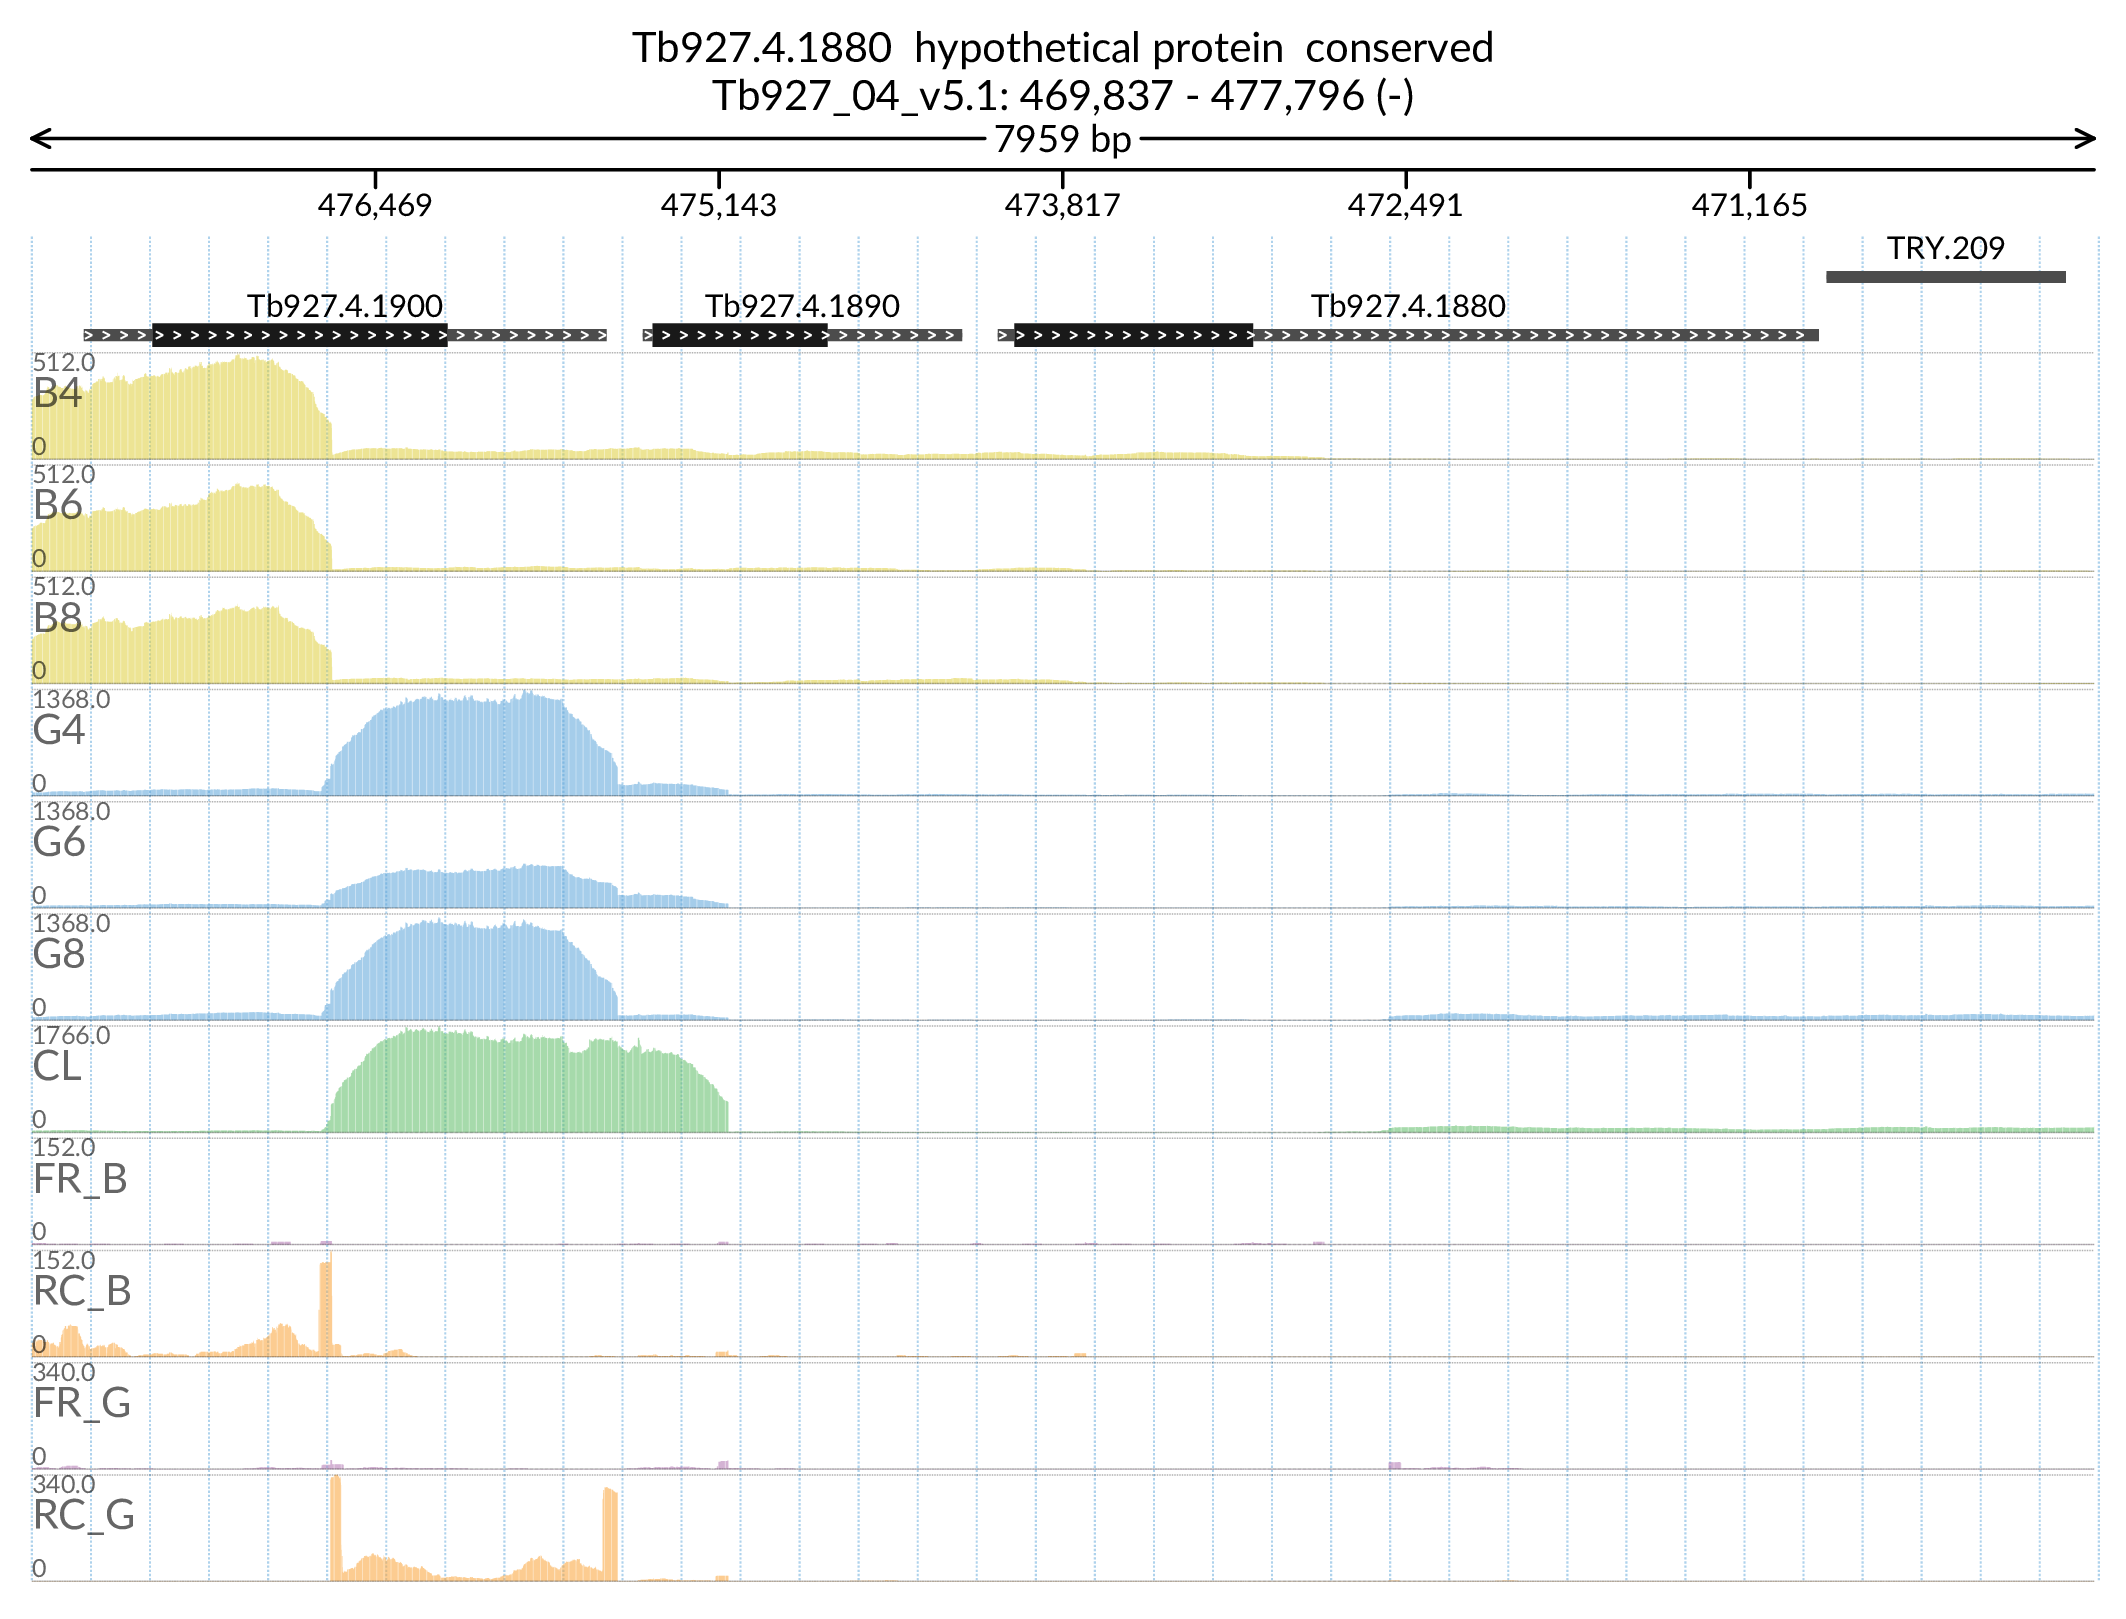 Tb927.4.1880 hypothetical protein conserved
Tb927_04_v5.1: 469,837 - 477,796 (-)
7959 bp
476,469 475,143 473,817 472,491 471,165
TRY.209
Tb927.4.1900 Tb927.4.1890 Tb927.4.1880
512.0
B4
0
512.0
B6
0
512.0
B8
0
1368.0
G4
0
1368.0
G6
0
1368.0
G8
0
1766.0
CL
0
152.0
FR_B
0
152.0
RC_B
0
340.0
FR_G
0
340.0
RC_G
0